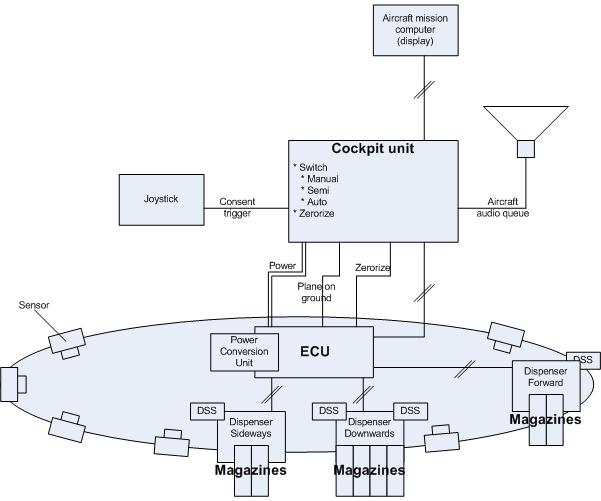 Aircraft mission
computer
(display)
Cockpit unit
* Switch
* Manual
* Semi
* Auto
* Zerorize
Joystick
Consent
trigger
Aircraft
audio queue
Power
Plane on
ground
Zerorize
Sensor
Power
Conversion
Unit
ECU
DSS
Dispenser
Forward
Magazines
DSS
Dispenser
Sideways
Magazines
DSS
DSS
Dispenser
Downwards
Magazines